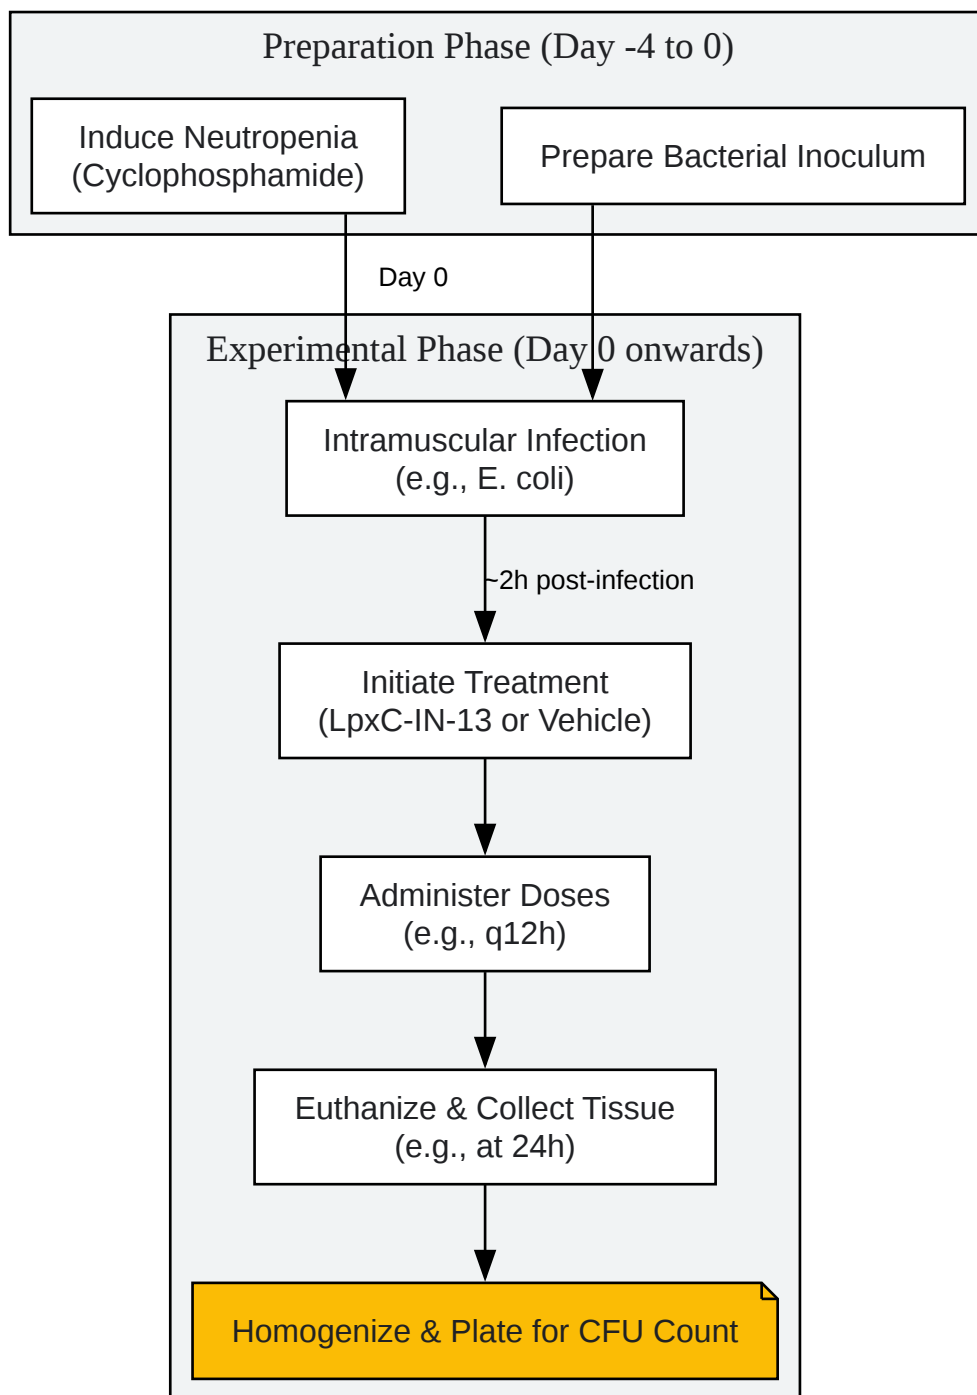 Preparation Phase (Day -4 to 0)
Induce Neutropenia
(Cyclophosphamide)
Prepare Bacterial Inoculum
Day 0
Experimental Phase (Day 0 onwards)
Intramuscular Infection
(e.g., E. coli)
~2h post-infection
Initiate Treatment
(LpxC-IN-13 or Vehicle)
Administer Doses
(e.g., q12h)
Euthanize & Collect Tissue
(e.g., at 24h)
Homogenize & Plate for CFU Count